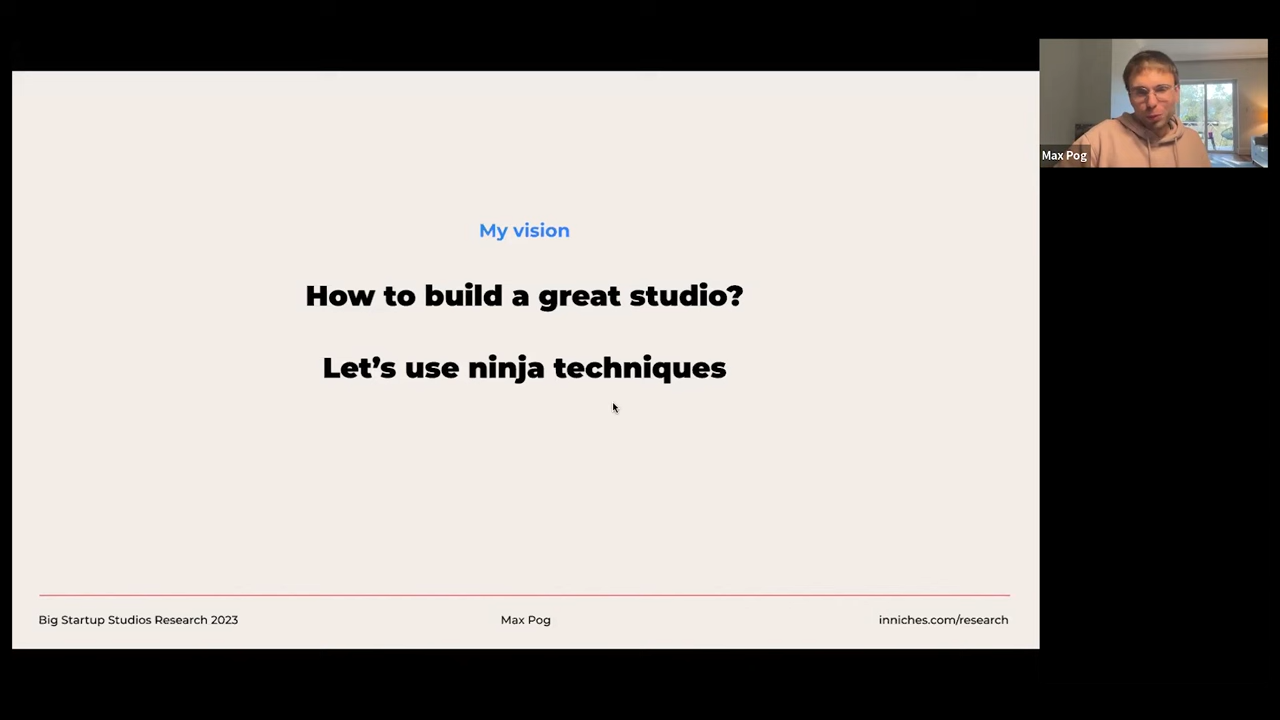 My vision
How to build a great studio?
Let’s use ninja techniques
Big Startup Studios Research 2023
Max Pog
inniches.com/research
Max Pog